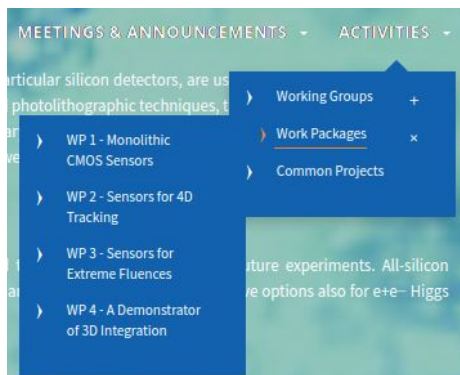 MEETINGS & ANNOUNCEMENTS
ACTIVITIES
articular silicon detectors, are us
photolithographic techniques, t
Working Groups +
Work Packages ×
Common Projects
WP 1 - Monolithic
CMOS Sensors
WP 2 - Sensors for 4D
Tracking
WP 3 - Sensors for
Extreme Fluences
WP 4 - A Demonstrator
of 3D Integration
uture experiments. All-silicon
ve options also for e+e− Higgs